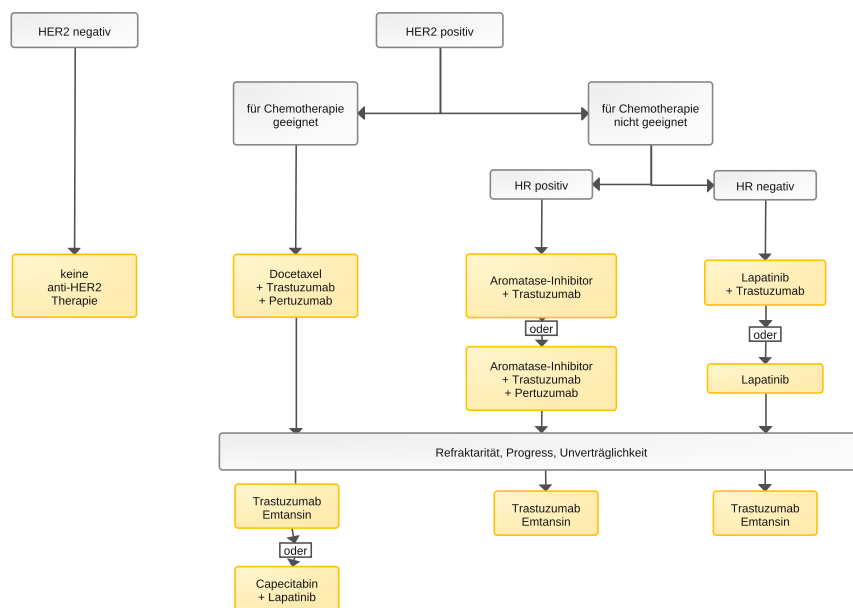 HER2 negativ
HER2 positiv
für Chemotherapie
geeignet
für Chemotherapie
nicht geeignet
HR positiv
HR negativ
keine
anti-HER2
Therapie
Docetaxel
+ Trastuzumab
+ Pertuzumab
Aromatase-Inhibitor
+ Trastuzumab
oder
Aromatase-Inhibitor
+ Trastuzumab
+ Pertuzumab
Lapatinib
+ Trastuzumab
oder
Lapatinib
Refraktarität, Progress, Unverträglichkeit
Trastuzumab
Emtansin
oder
Capecitabin
+ Lapatinib
Trastuzumab
Emtansin
Trastuzumab
Emtansin